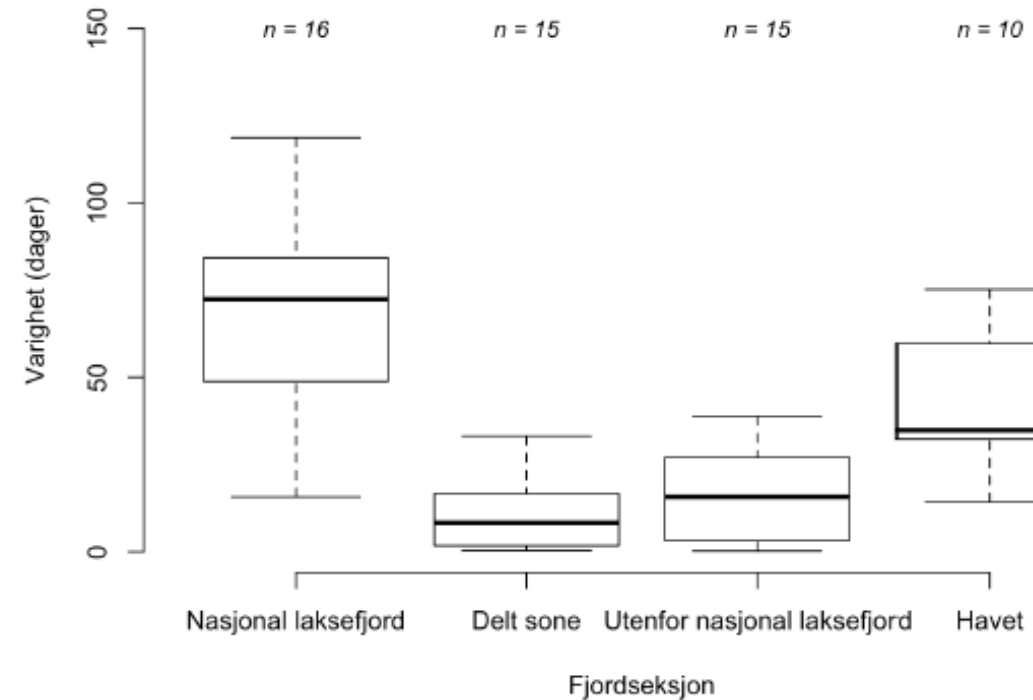 n = 16 n = 15 n = 15 n = 10
150
100
50
0
Varighet (dager)
Nasjonal laksefjord Delt sone Utenfor nasjonal laksefjord Havet
Fjordseksjon